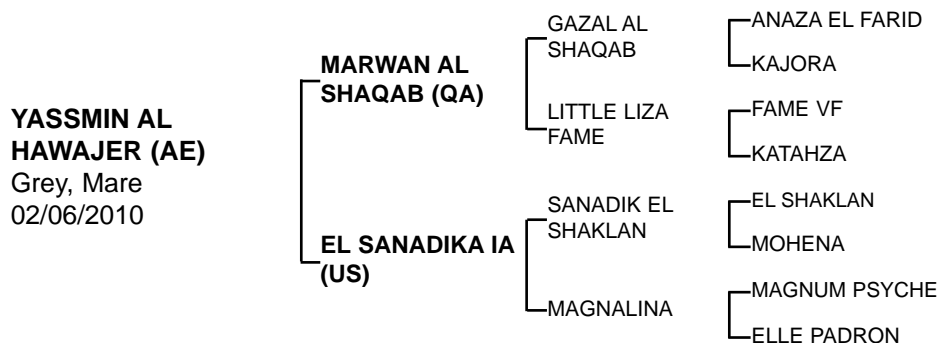 YASSMIN AL
HAWAJER (AE)
Grey, Mare
02/06/2010
MARWAN AL
SHAQAB (QA)
EL SANADIKA IA
(US)
GAZAL AL
SHAQAB
LITTLE LIZA
FAME
SANADIK EL
SHAKLAN
MAGNALINA
ANAZA EL FARID
KAJORA
FAME VF
KATAHZA
EL SHAKLAN
MOHENA
MAGNUM PSYCHE
ELLE PADRON